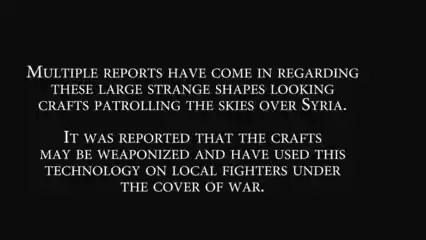 Multiple reports have come in regarding
these large strange shapes looking
crafts patrolling the skies over Syria.
It was reported that the crafts
may be weaponized and have used this
technology on local fighters under
the cover of war.